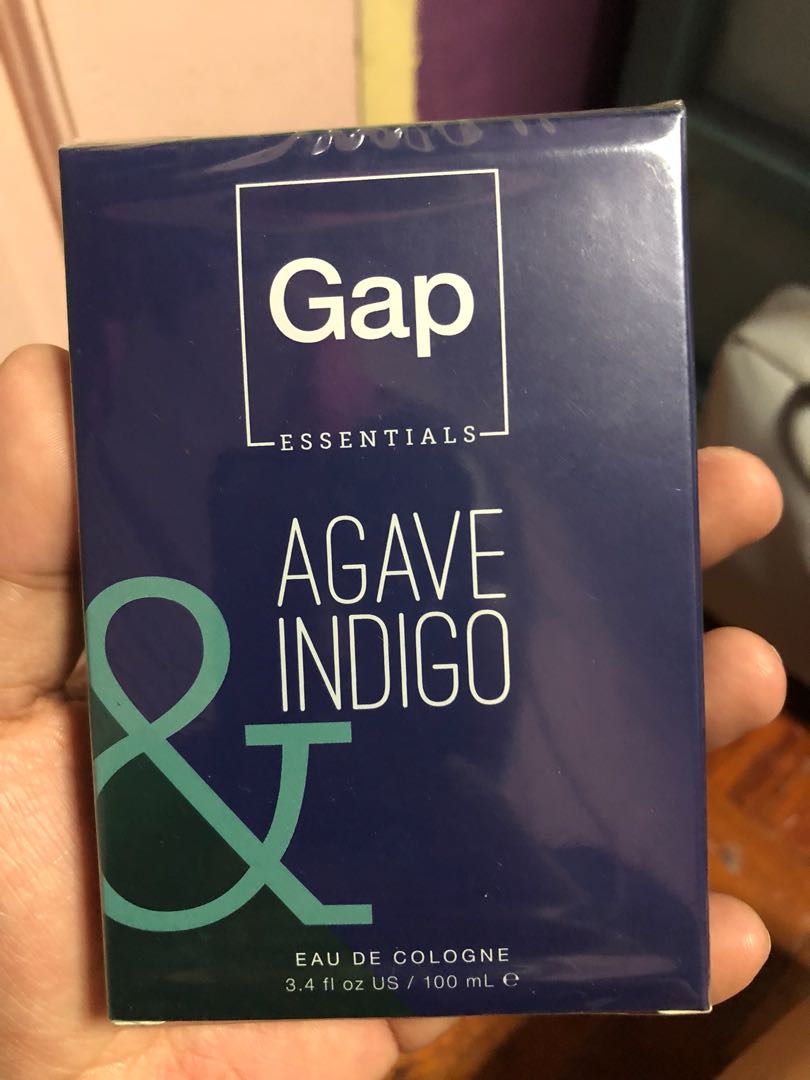 Gap
ESSENTIALS
AGAVE
&
INDIGO
EAU DE COLOGNE
3.4 fl oz US / 100 mL ℮